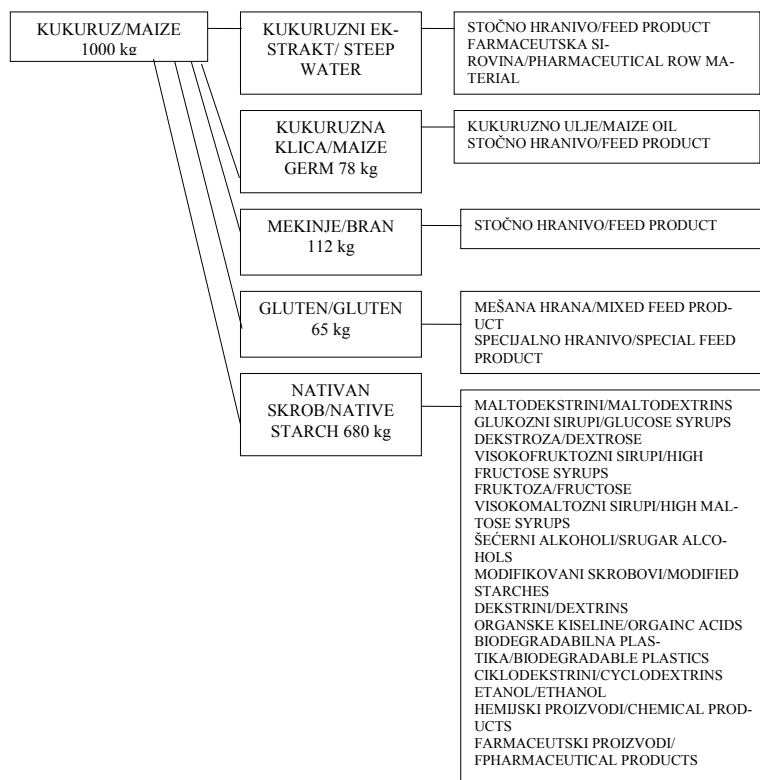 KUKURUZ/MAIZE
1000 kg
KUKURUZNI EK-
STRAKT/ STEEP
WATER
STOČNO HRANIVO/FEED PRODUCT
FARMACEUTSKA SI-
ROVINA/PHARMACEUTICAL ROW MA-
TERIAL
KUKURUZNA
KLICA/MAIZE
GERM 78 kg
KUKURUZNO ULJE/MAIZE OIL
STOČNO HRANIVO/FEED PRODUCT
MEKINJE/BRAN
112 kg
STOČNO HRANIVO/FEED PRODUCT
GLUTEN/GLUTEN
65 kg
MEŠANA HRANA/MIXED FEED PROD-
UCT
SPECIJALNO HRANIVO/SPECIAL FEED
PRODUCT
NATIVAN
SKROB/NATIVE
STARCH 680 kg
MALTODEKSTRINI/MALTODEXTRINS
GLUKOZNI SIRUPI/GLUCOSE SYRUPS
DEKSTROZA/DEXTROSE
VISOKOFRUKTOZNI SIRUPI/HIGH
FRUCTOSE SYRUPS
FRUKTOZA/FRUCTOSE
VISOKOMALTOZNI SIRUPI/HIGH MAL-
TOSE SYRUPS
ŠEĆERNI ALKOHOLI/SRUGAR ALCO-
HOLS
MODIFIKOVANI SKROBOVI/MODIFIED
STARCHES
DEKSTRINI/DEXTRINS
ORGANSKE KISELINE/ORGAINC ACIDS
BIODEGRADABILNA PLAS-
TIKA/BIODEGRADABLE PLASTICS
CIKLODEKSTRINI/CYCLODEXTRINS
ETANOL/ETHANOL
HEMIJSKI PROIZVODI/CHEMICAL PROD-
UCTS
FARMACEUTSKI PROIZVODI/
FPHARMACEUTICAL PRODUCTS